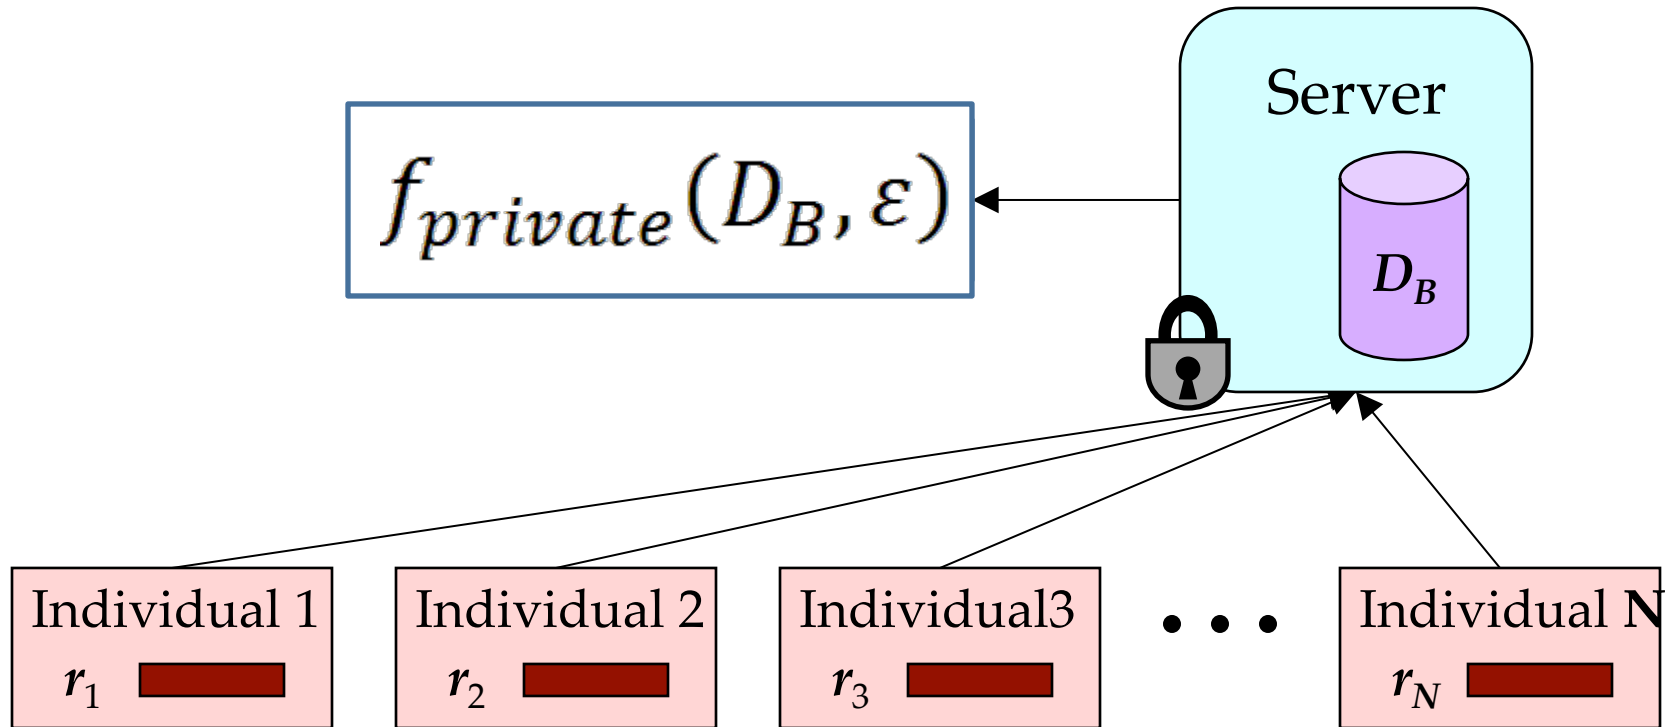 Server
f_private(D_B, ε)
D_B
Individual 1
r_1
Individual 2
r_2
Individual3
r_3
• • •
Individual N
r_N